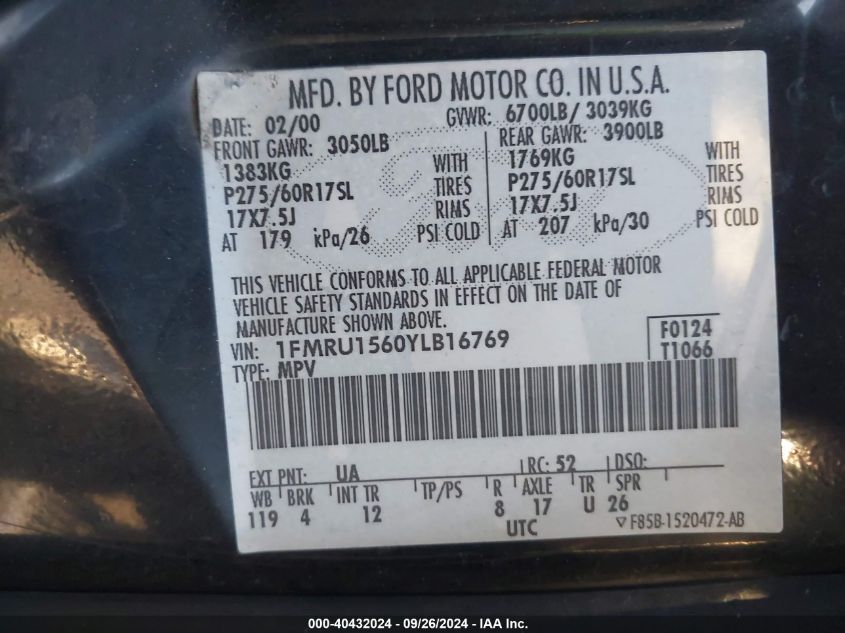 MFD. BY FORD MOTOR CO. IN U.S.A.
DATE: 02/00 GVWR: 6700LB/ 3039KG
FRONT GAWR: 3050LB REAR GAWR: 3900LB
1383KG WITH 1769KG WITH
P275/60R17SL TIRES P275/60R17SL TIRES
17X7.5J RIMS 17X7.5J RIMS
AT 179 kPa/26 PSI COLD AT 207 kPa/30 PSI COLD
THIS VEHICLE CONFORMS TO ALL APPLICABLE FEDERAL MOTOR
VEHICLE SAFETY STANDARDS IN EFFECT ON THE DATE OF
MANUFACTURE SHOWN ABOVE.
VIN: 1FMRU1560YLB16769 F0124
TYPE: MPV T1066
EXT PNT: UA RC: 52 DSO:
WB BRK INT TR TP/PS R AXLE TR SPR
119 4 12 8 17 U 26
UTC ▽ F85B-1520472-AB
000-40432024 - 09/26/2024 - IAA Inc.